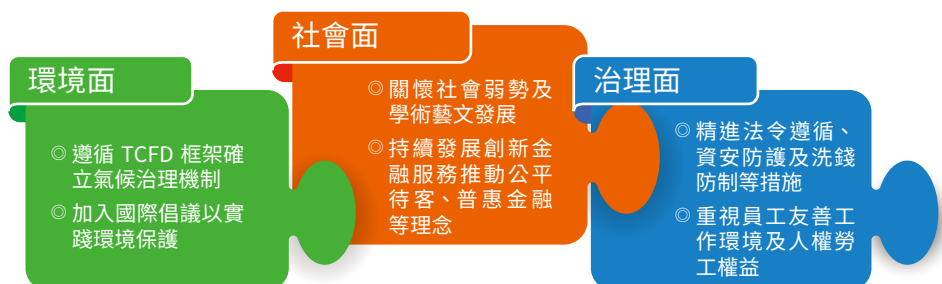 環境面
◎遵循 TCFD 框架確
立氣候治理機制
◎加入國際倡議以實
踐環境保護
社會面
◎關懷社會弱勢及
學術藝文發展
◎持續發展創新金
融服務推動公平
待客、普惠金融
等理念
治理面
◎精進法令遵循、
資安防護及洗錢
防制等措施
◎重視員工友善工
作環境及人權勞
工權益